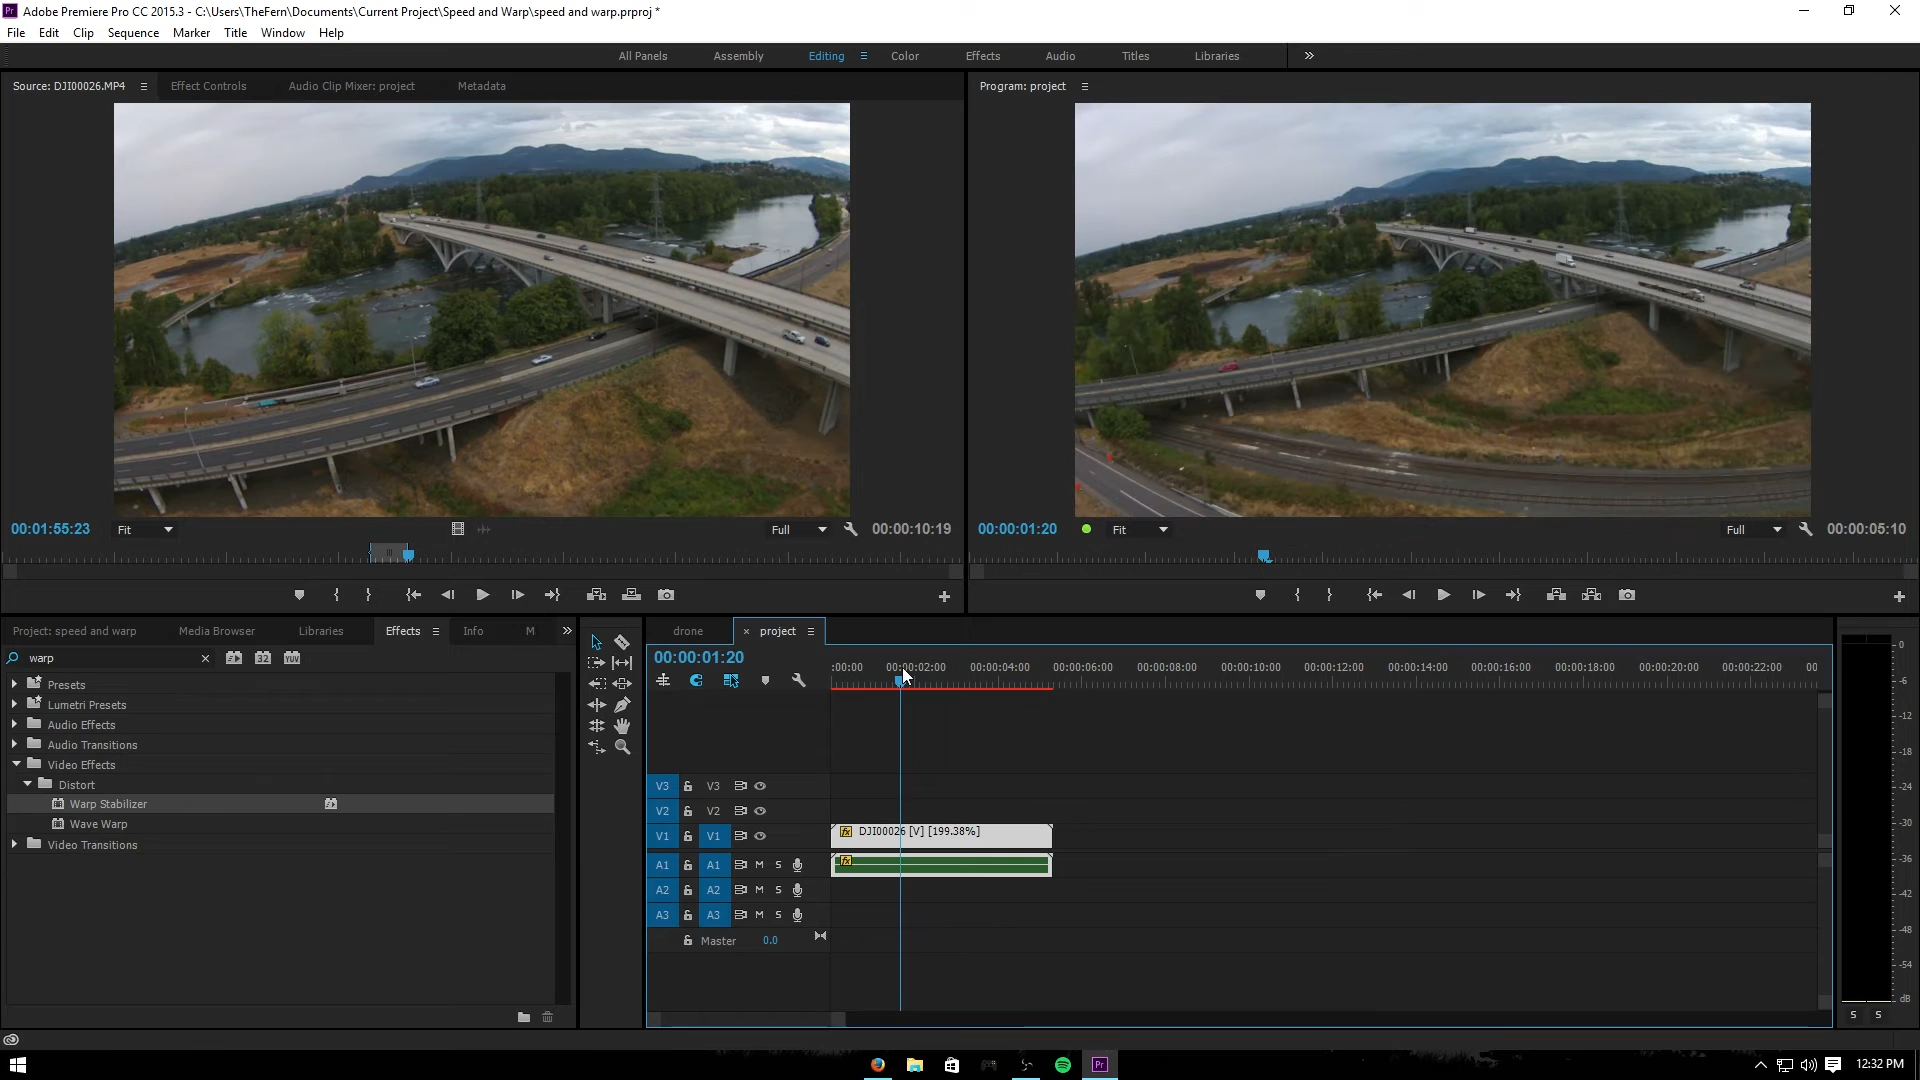 Adobe Premiere Pro CC 2015.3 - C:\Users\TheFern\Documents\Current Project\Speed and Warp\speed and warp.prproj *
File Edit Clip Sequence Marker Title Window Help
All Panels Assembly Editing Color Effects Audio Titles Libraries
Source: DJI00026.MP4 Effect Controls Audio Clip Mixer: project Metadata
Program: project
00:01:55:23 Fit Full 00:00:10:19
00:00:01:20 Fit Full 00:00:05:10
Project: speed and warp Media Browser Libraries Effects Info M
warp
32 YUV
Presets
Lumetri Presets
Audio Effects
Audio Transitions
Video Effects
Distort
Warp Stabilizer
Wave Warp
Video Transitions
drone × project
00:00:01:20
:00:00 00:00:02:00 00:00:04:00 00:00:06:00 00:00:08:00 00:00:10:00 00:00:12:00 00:00:14:00 00:00:16:00 00:00:18:00 00:00:20:00 00:00:22:00 00
V3 V3
V2 V2
V1 V1 fx DJI00026 [V] [199.38%]
A1 A1 M S fx
A2 A2 M S
A3 A3 M S
Master 0.0
0
-6
-12
-18
-24
-30
-36
-42
-48
-54
dB
S S
Pr 12:32 PM